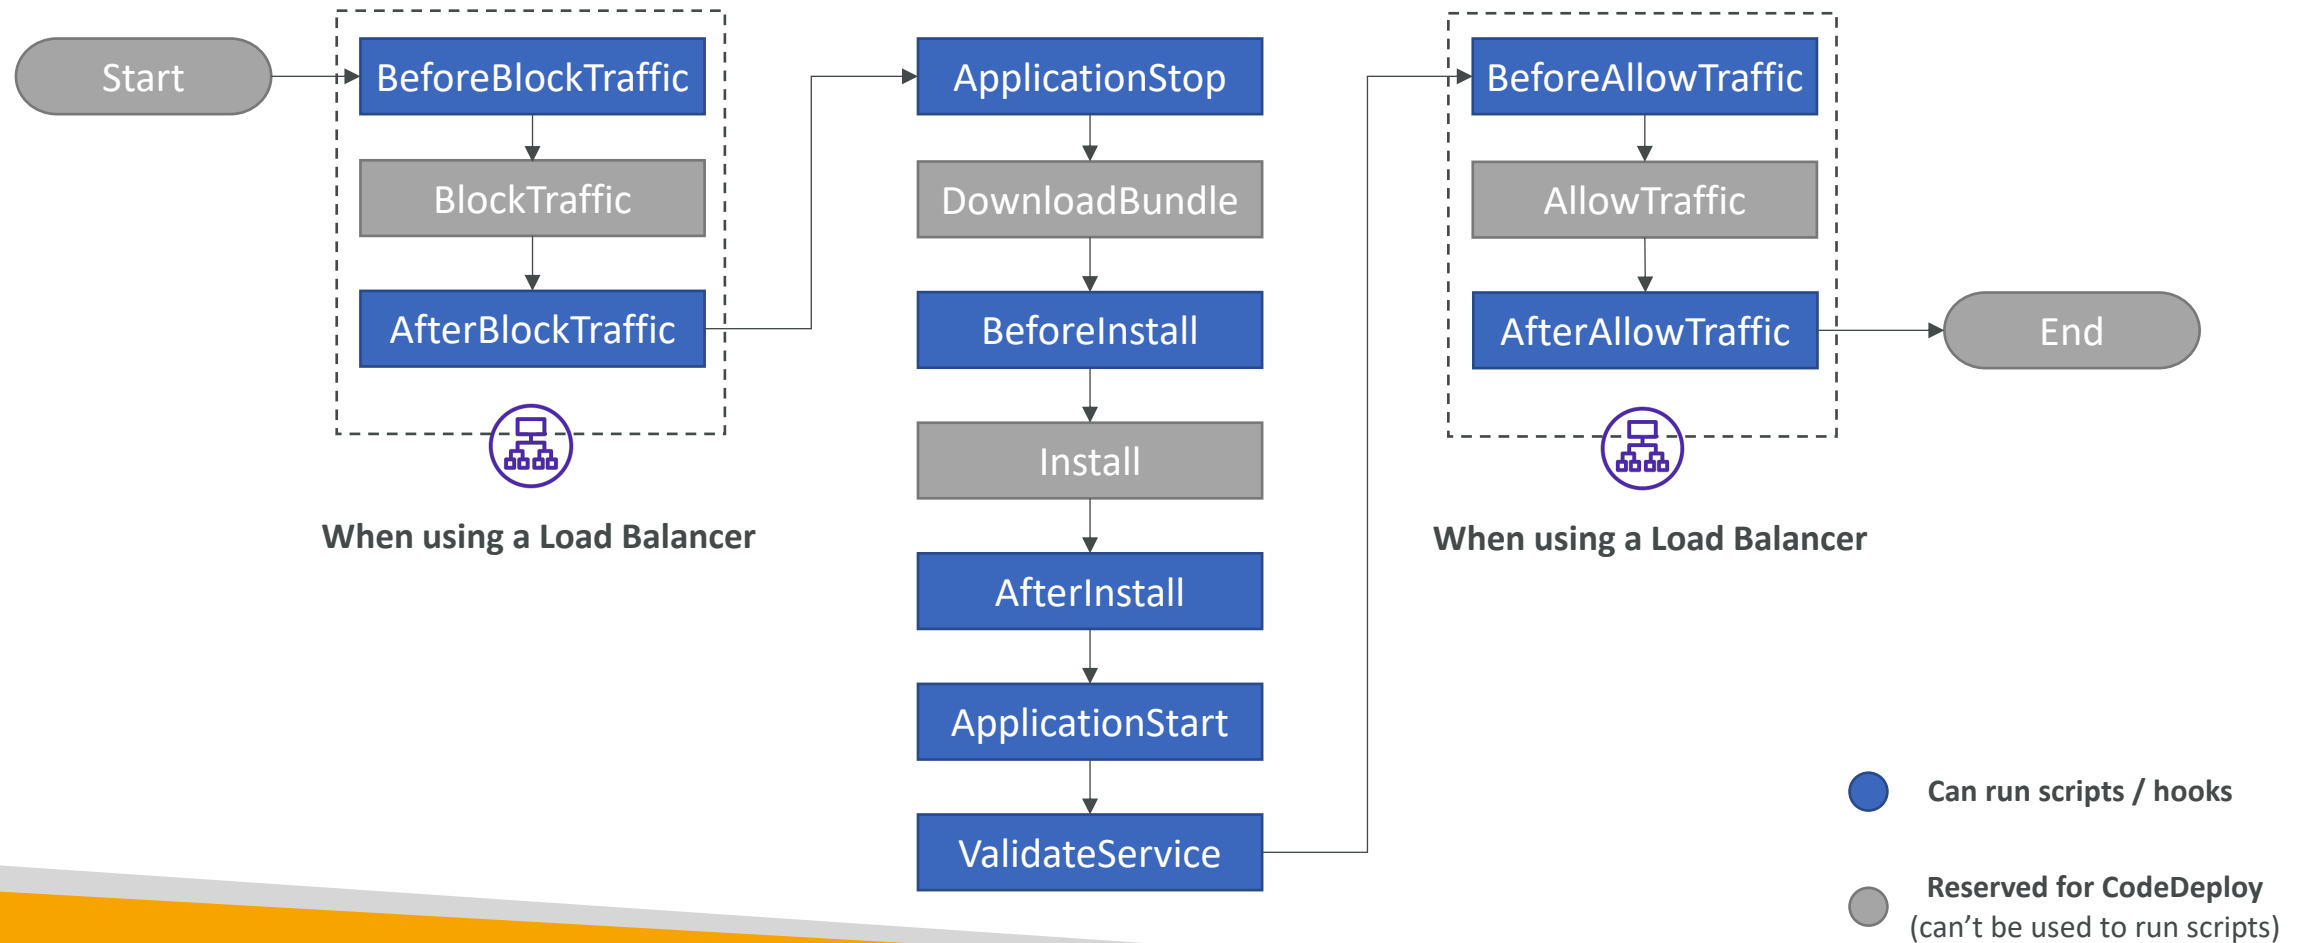 Start
BeforeBlockTraffic
BlockTraffic
AfterBlockTraffic
When using a Load Balancer
ApplicationStop
DownloadBundle
BeforeInstall
Install
AfterInstall
ApplicationStart
ValidateService
BeforeAllowTraffic
AllowTraffic
AfterAllowTraffic
When using a Load Balancer
End
Can run scripts / hooks
Reserved for CodeDeploy
(can’t be used to run scripts)